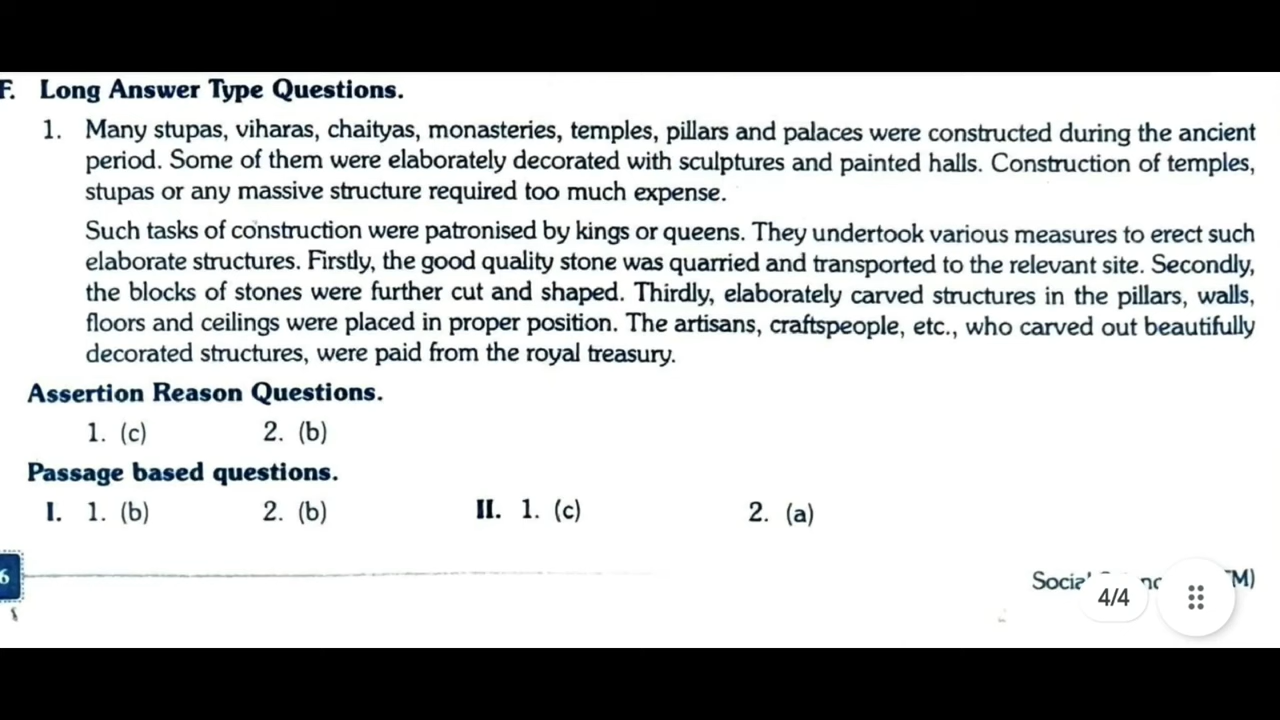 F. Long Answer Type Questions.
1. Many stupas, viharas, chaityas, monasteries, temples, pillars and palaces were constructed during the ancient
period. Some of them were elaborately decorated with sculptures and painted halls. Construction of temples,
stupas or any massive structure required too much expense.
Such tasks of construction were patronised by kings or queens. They undertook various measures to erect such
elaborate structures. Firstly, the good quality stone was quarried and transported to the relevant site. Secondly,
the blocks of stones were further cut and shaped. Thirdly, elaborately carved structures in the pillars, walls,
floors and ceilings were placed in proper position. The artisans, craftspeople, etc., who carved out beautifully
decorated structures, were paid from the royal treasury.
Assertion Reason Questions.
1. (c) 2. (b)
Passage based questions.
I. 1. (b) 2. (b) II. 1. (c) 2. (a)
6
4/4